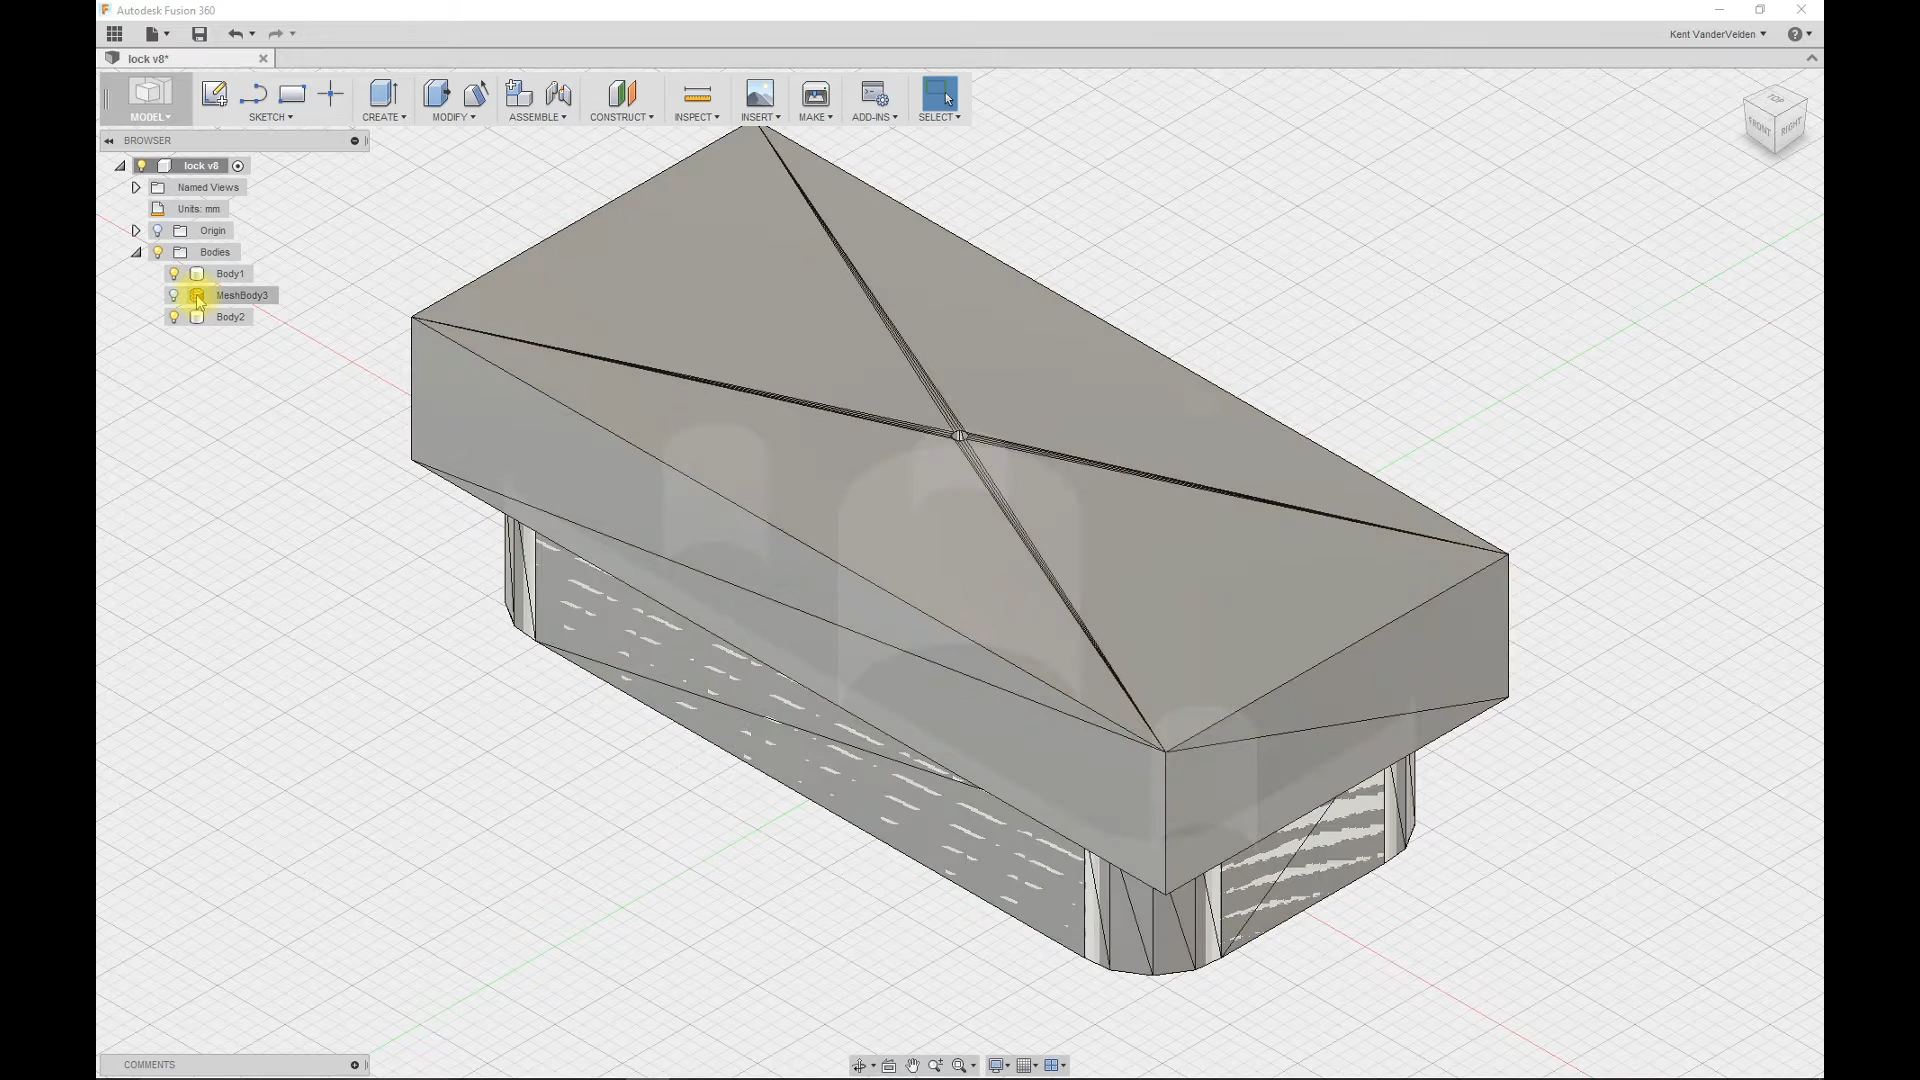 Autodesk Fusion 360
Kent VanderVelden
lock v8*
MODEL
SKETCH
CREATE
MODIFY
ASSEMBLE
CONSTRUCT
INSPECT
INSERT
MAKE
ADD-INS
SELECT
TOP
FRONT
RIGHT
BROWSER
lock v8
Named Views
Units: mm
Origin
Bodies
Body1
MeshBody3
Body2
COMMENTS